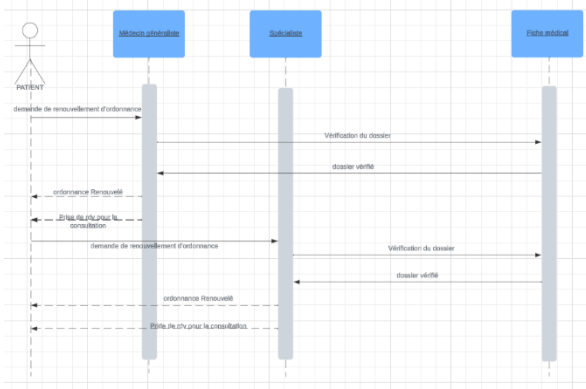 Médecin généraliste
Spécialiste
Fiche médical
PATIENT
demande de renouvellement d'ordonnance
Vérification du dossier
dossier vérifié
ordonnance Renouvelé
Prise de rdv pour la
consultation
demande de renouvellement d'ordonnance
Vérification du dossier
dossier vérifié
ordonnance Renouvelé
Prise de rdv pour la consultation